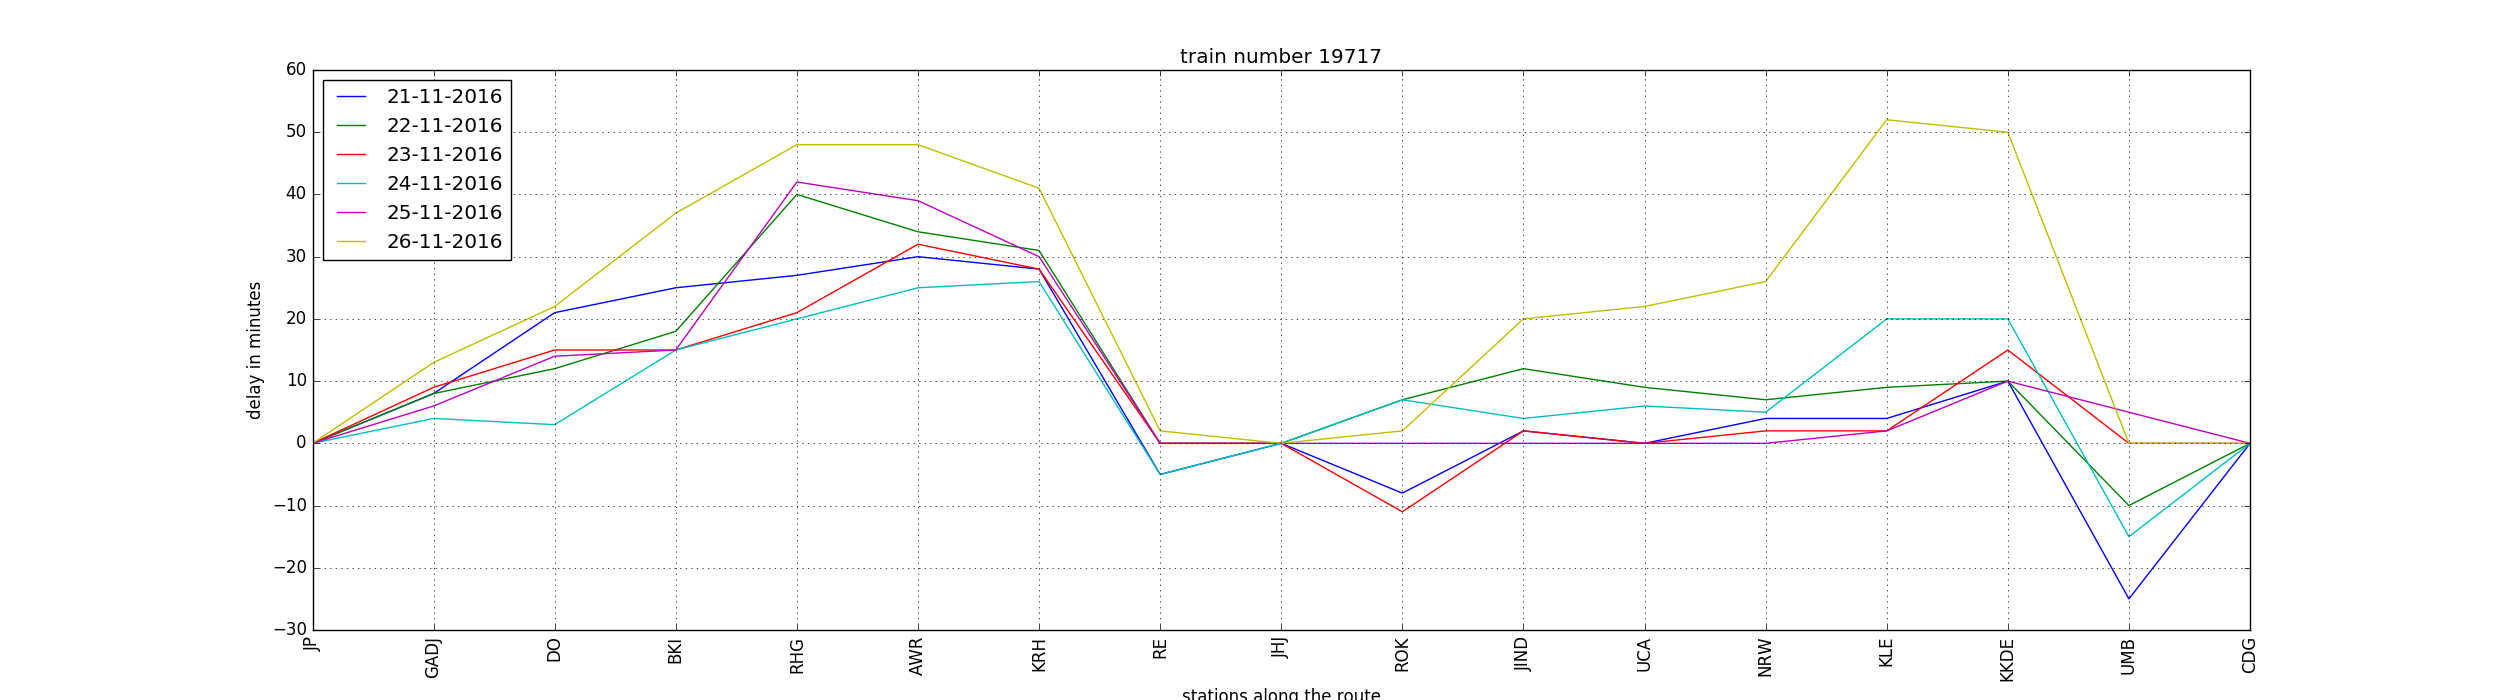 train number 19717
60
50
40
30
20
10
0
−10
−20
−30
delay in minutes
21-11-2016
22-11-2016
23-11-2016
24-11-2016
25-11-2016
26-11-2016
JP
GADJ
DO
BKI
RHG
AWR
KRH
RE
JHJ
ROK
JIND
UCA
NRW
KLE
KKDE
UMB
CDG
stations along the route